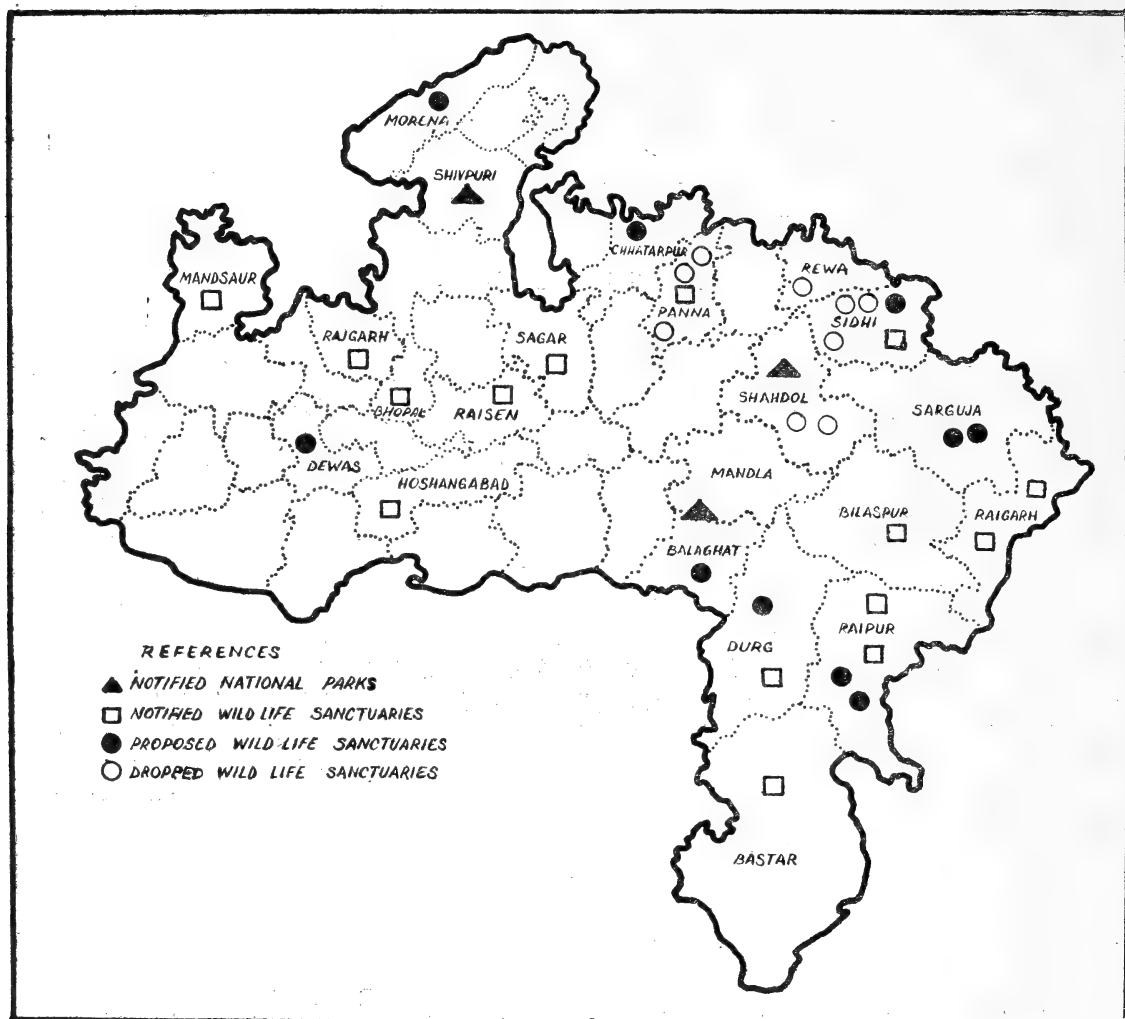 MORENA
SHIVPURI
CHHATARPUR
REWA
MANDSAUR
PANNA
SIDHI
RAJGARH
SAGAR
SHAHDOL
BHOPAL
RAISEN
SARGUJA
DEWAS
MANDLA
HOSHANGABAD
BILASPUR
RAIGARH
BALAGHAT
RAIPUR
DURG
REFERENCES
NOTIFIED NATIONAL PARKS
NOTIFIED WILD LIFE SANCTUARIES
PROPOSED WILD LIFE SANCTUARIES
DROPPED WILD LIFE SANCTUARIES
BASTAR